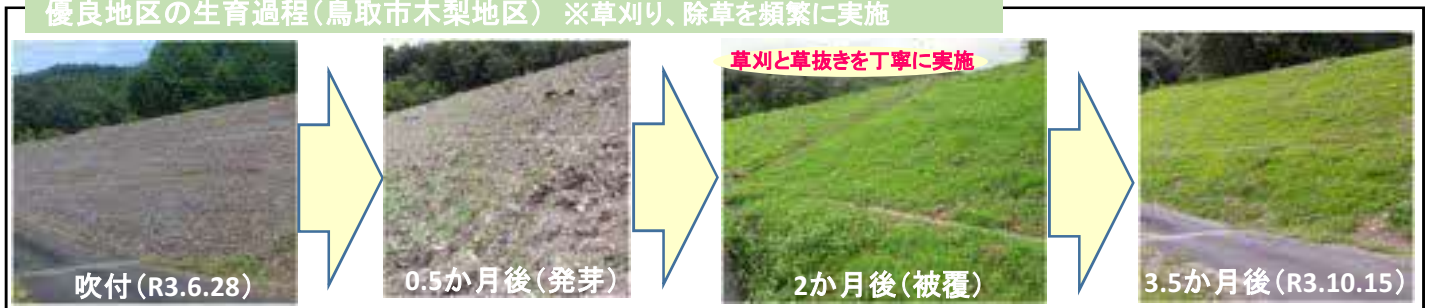 優良地区の生育過程(鳥取市木梨地区) ※草刈り、除草を頻繁に実施
草刈と草抜きを丁寧に実施
吹付(R3.6.28)
0.5か月後(発芽)
2か月後(被覆)
3.5か月後(R3.10.15)